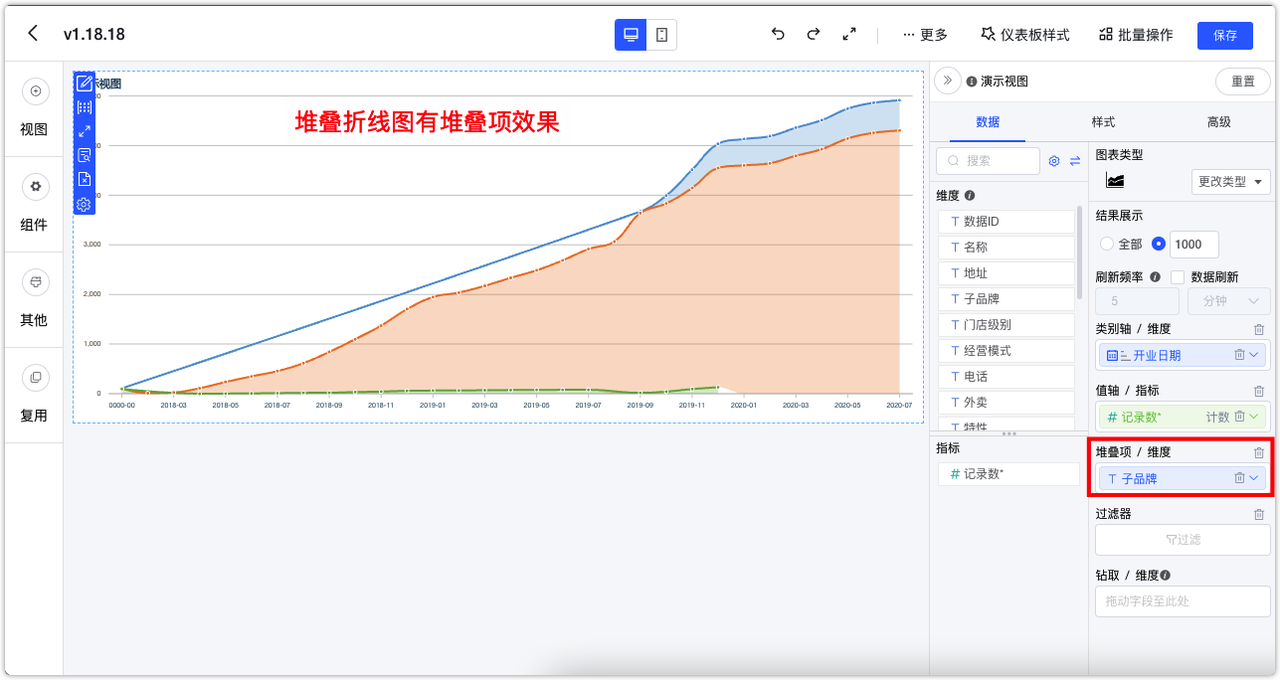 v1.18.18
更多
仪表板样式
批量操作
保存
视图
组件
其他
复用
示视图
堆叠折线图有堆叠项效果
3,000
2,000
1,000
0
0000-00
2018-03
2018-05
2018-07
2018-09
2018-11
2019-01
2019-03
2019-05
2019-07
2019-09
2019-11
2020-01
2020-03
2020-05
2020-07
演示视图
重置
数据
样式
高级
搜索
维度
T 数据ID
T 名称
T 地址
T 子品牌
T 门店级别
T 经营模式
T 电话
T 外卖
T 特性
指标
# 记录数*
图表类型
更改类型
结果展示
全部
1000
刷新频率
数据刷新
5
分钟
类别轴 / 维度
开业日期
值轴 / 指标
# 记录数* 计数
堆叠项 / 维度
T 子品牌
过滤器
过滤
钻取 / 维度
拖动字段至此处